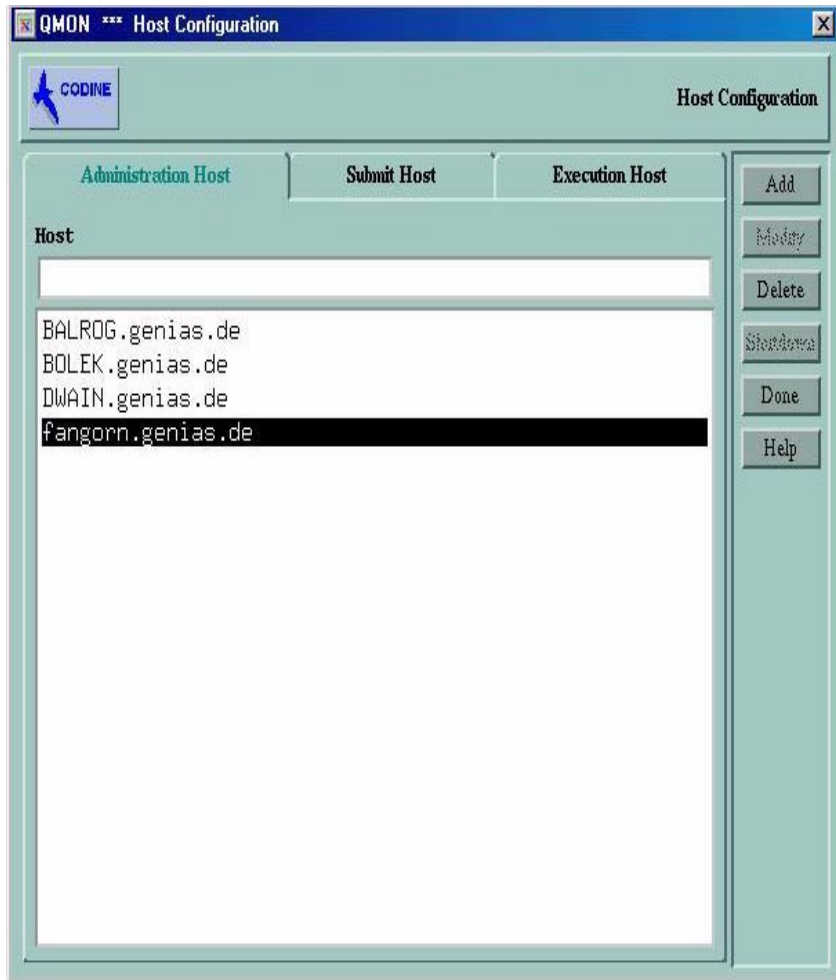 QMON *** Host Configuration
CODINE
Host Configuration
Administration Host
Submit Host
Execution Host
Host
BALROG.genias.de
BOLEK.genias.de
DWAIN.genias.de
fangorn.genias.de
Add
Modify
Delete
Shutdown
Done
Help